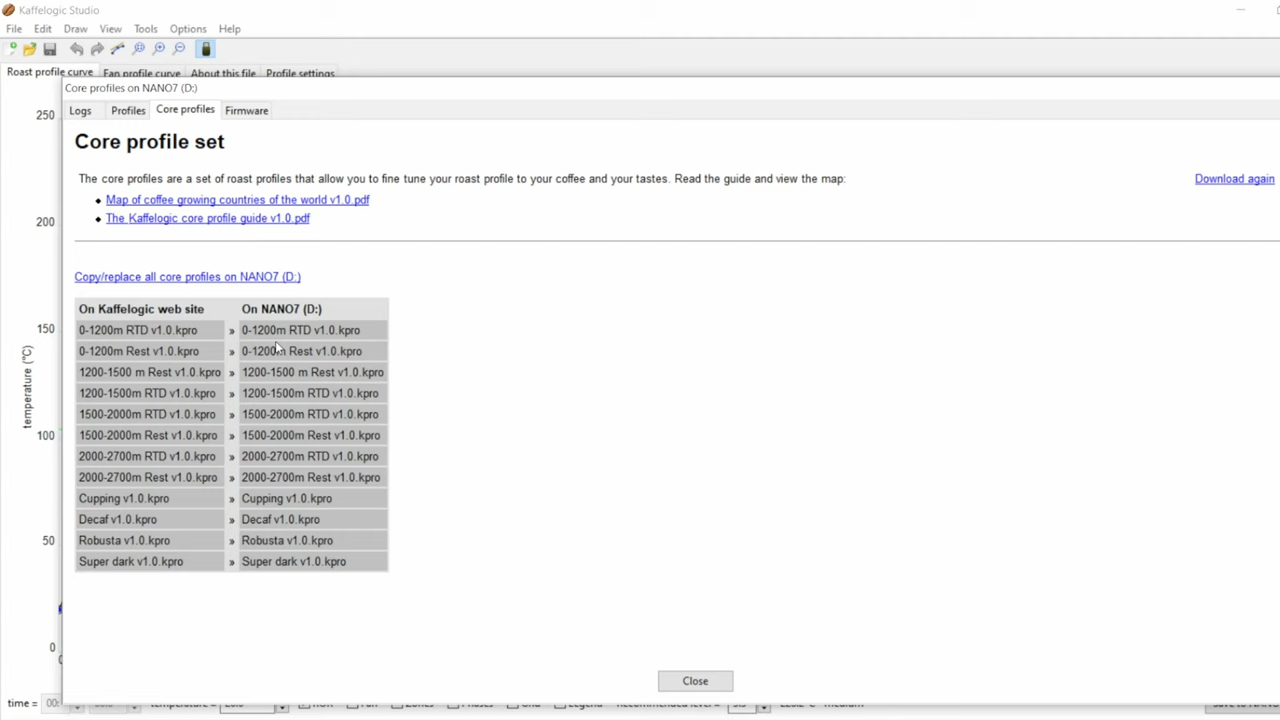 Kaffelogic Studio
File Edit Draw View Tools Options Help
Roast profile curve Fan profile curve About this file Profile settings
Core profiles on NANO7 (D:)
Logs Profiles Core profiles Firmware
Core profile set
The core profiles are a set of roast profiles that allow you to fine tune your roast profile to your coffee and your tastes. Read the guide and view the map: Download again
Map of coffee growing countries of the world v1.0.pdf
The Kaffelogic core profile guide v1.0.pdf
Copy/replace all core profiles on NANO7 (D:)
On Kaffelogic web site On NANO7 (D:)
0-1200m RTD v1.0.kpro » 0-1200m RTD v1.0.kpro
0-1200m Rest v1.0.kpro » 0-1200m Rest v1.0.kpro
1200-1500 m Rest v1.0.kpro » 1200-1500 m Rest v1.0.kpro
1200-1500m RTD v1.0.kpro » 1200-1500m RTD v1.0.kpro
1500-2000m RTD v1.0.kpro » 1500-2000m RTD v1.0.kpro
1500-2000m Rest v1.0.kpro » 1500-2000m Rest v1.0.kpro
2000-2700m RTD v1.0.kpro » 2000-2700m RTD v1.0.kpro
2000-2700m Rest v1.0.kpro » 2000-2700m Rest v1.0.kpro
Cupping v1.0.kpro » Cupping v1.0.kpro
Decaf v1.0.kpro » Decaf v1.0.kpro
Robusta v1.0.kpro » Robusta v1.0.kpro
Super dark v1.0.kpro » Super dark v1.0.kpro
250
200
150
100
50
0
temperature (°C)
Close
time =